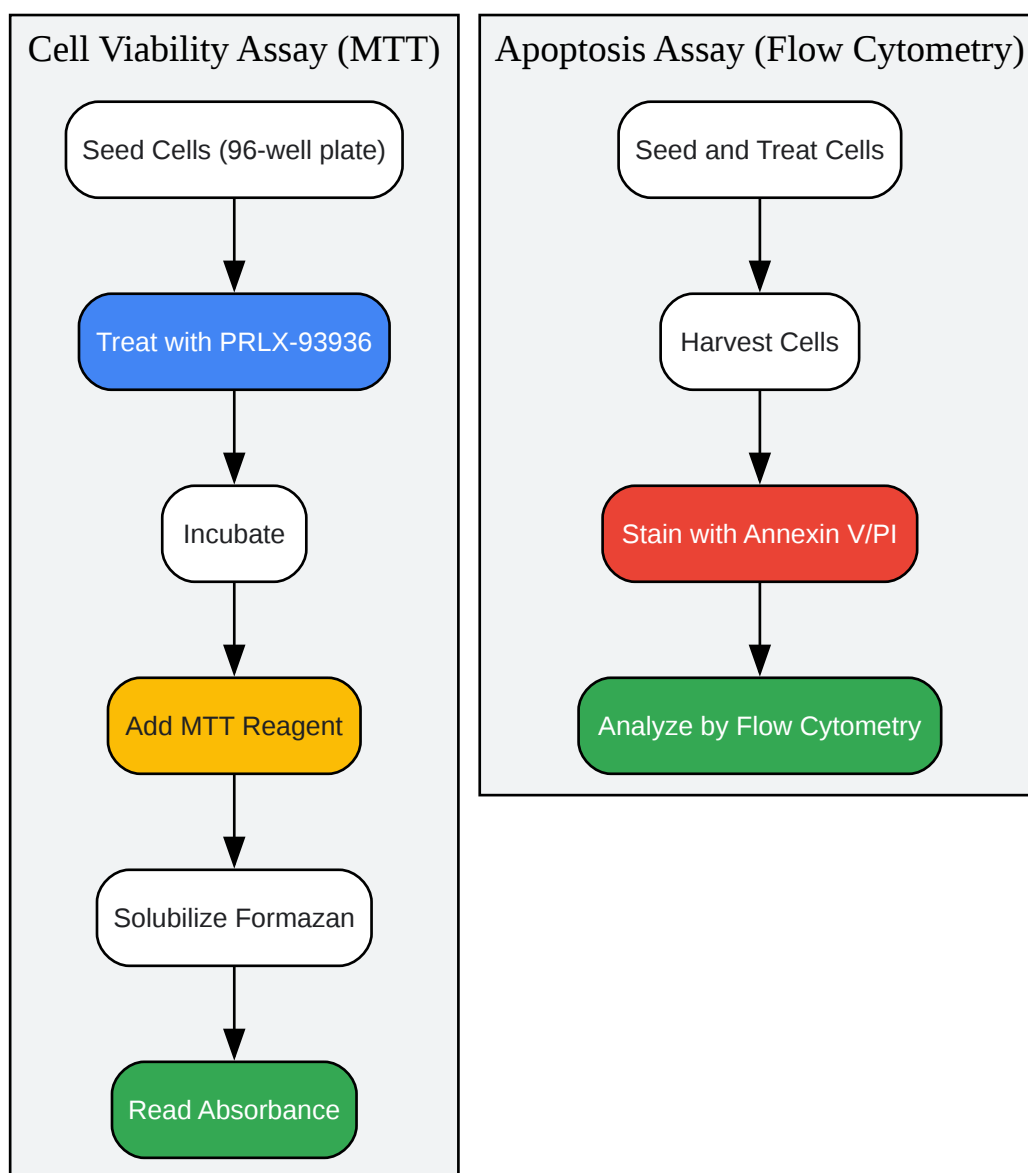 Cell Viability Assay (MTT)
Seed Cells (96-well plate)
Treat with PRLX-93936
Incubate
Add MTT Reagent
Solubilize Formazan
Read Absorbance
Apoptosis Assay (Flow Cytometry)
Seed and Treat Cells
Harvest Cells
Stain with Annexin V/PI
Analyze by Flow Cytometry